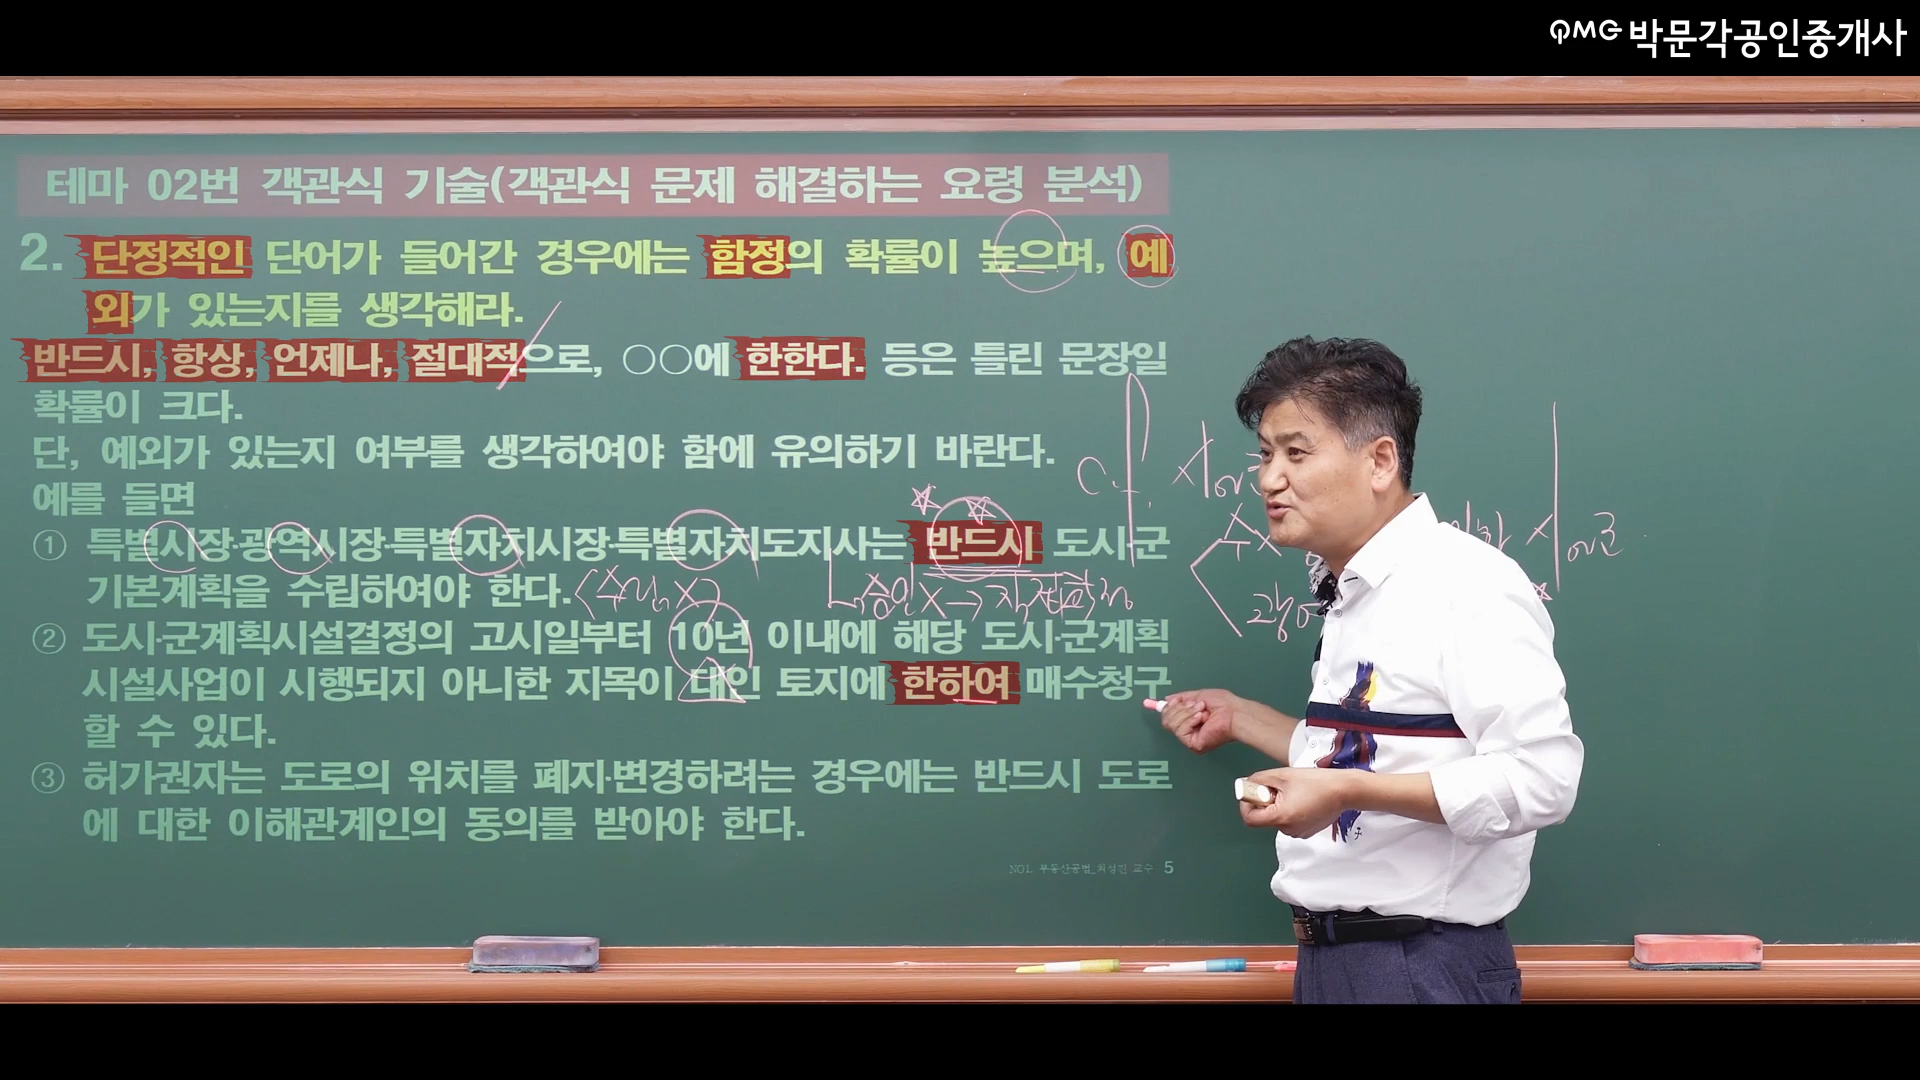 PMG 박문각공인중개사
테마 02번 객관식 기술(객관식 문제 해결하는 요령 분석)
2. 단정적인 단어가 들어간 경우에는 함정의 확률이 높으며, 예
외가 있는지를 생각해라.
반드시, 항상, 언제나, 절대적으로, ○○에 한한다. 등은 틀린 문장일
확률이 크다.
단, 예외가 있는지 여부를 생각하여야 함에 유의하기 바란다.
예를 들면
① 특별시장·광역시장·특별자치시장·특별자치도지사는 반드시 도시·군
기본계획을 수립하여야 한다.
승인 X →
② 도시·군계획시설결정의 고시일부터 10년 이내에 해당 도시·군계획
시설사업이 시행되지 아니한 지목이 대인 토지에 한하여 매수청구
할 수 있다.
③ 허가권자는 도로의 위치를 폐지·변경하려는 경우에는 반드시 도로
에 대한 이해관계인의 동의를 받아야 한다.
5